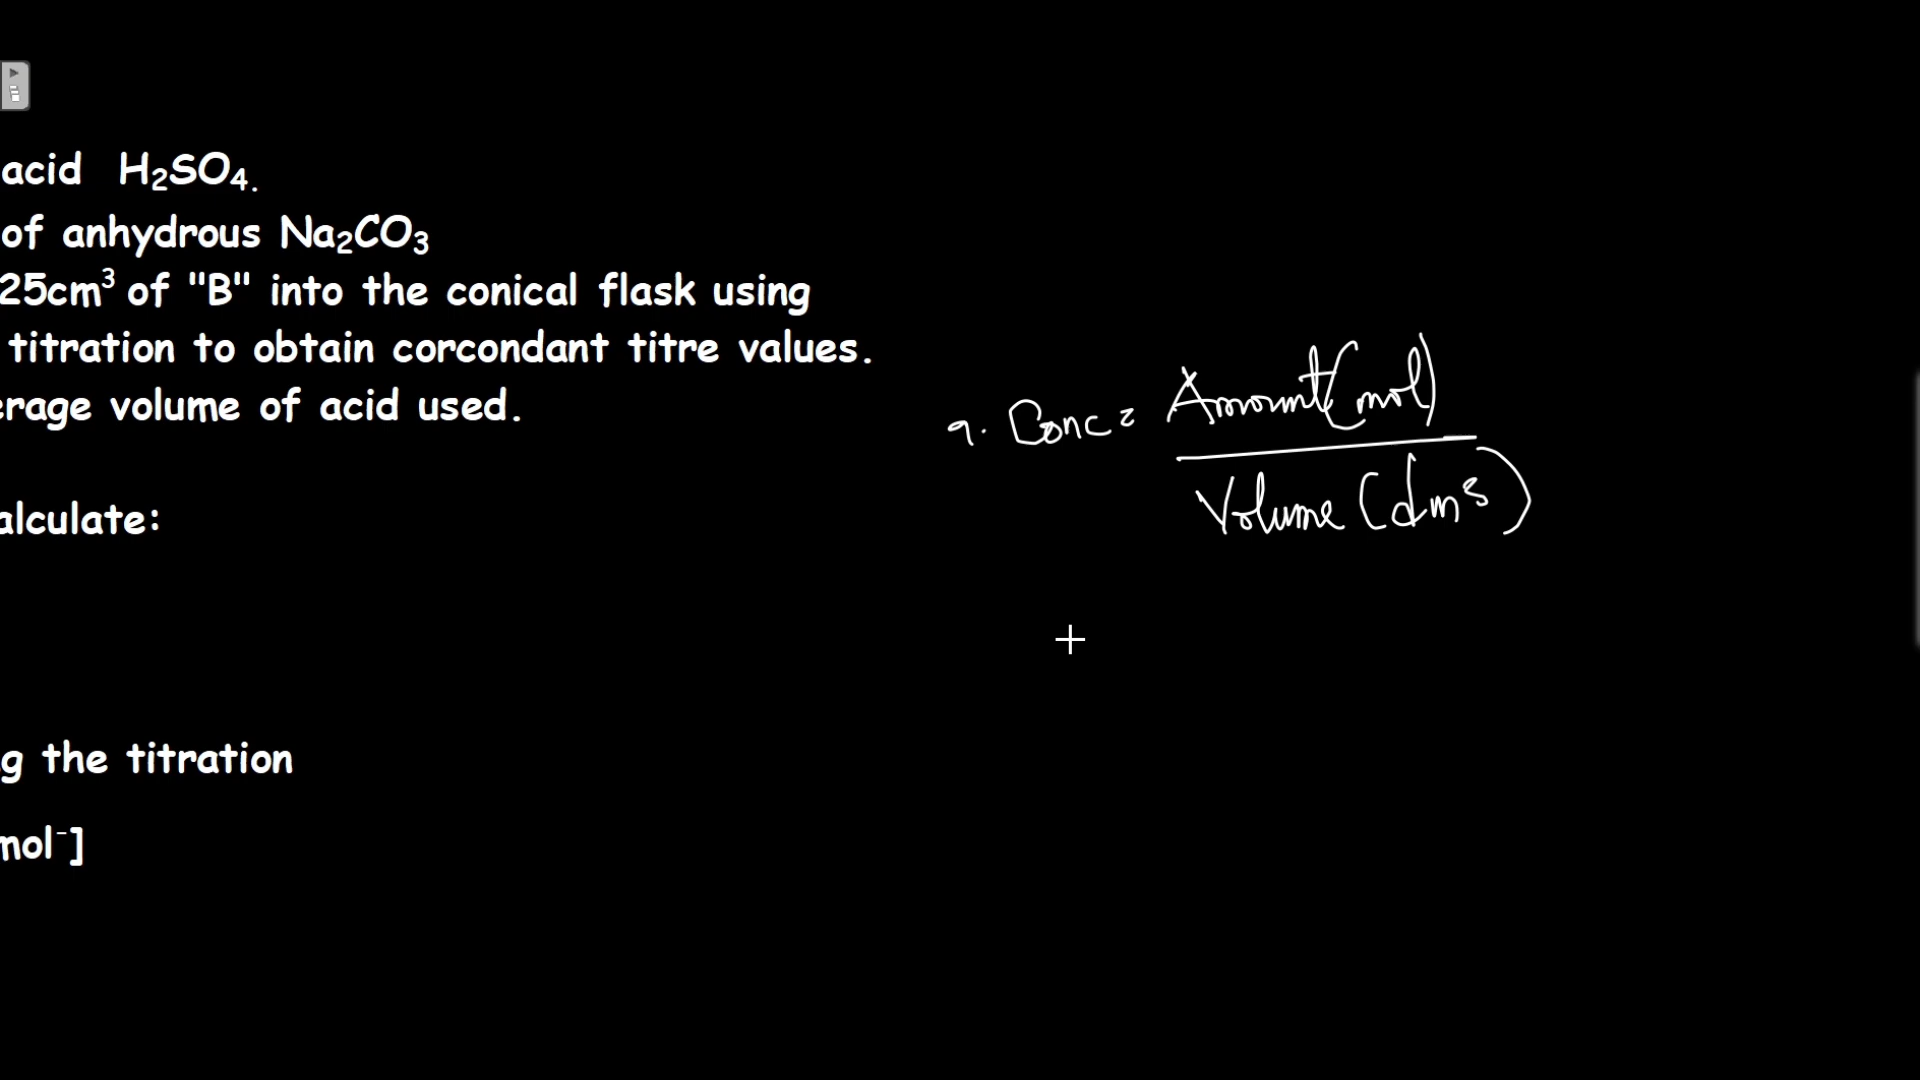 acid H₂SO₄.
of anhydrous Na₂CO₃
25cm³ of "B" into the conical flask using
titration to obtain corcondant titre values.
erage volume of acid used.
a. Conc = Amount(mol)
Volume (dm³)
alculate:
g the titration
mol⁻]